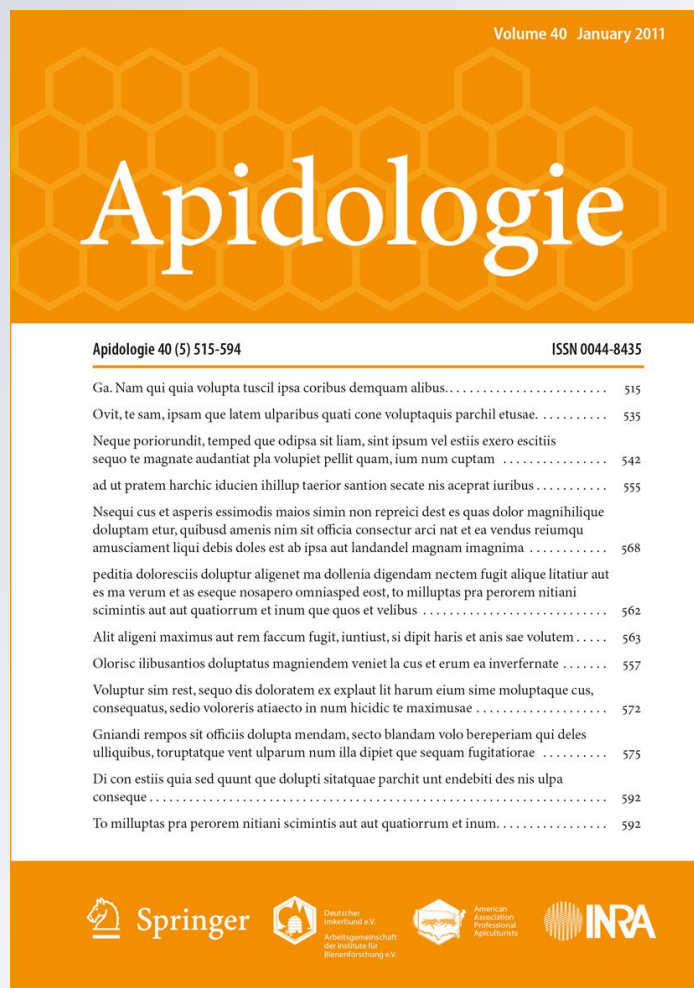 Volume 40 January 2011
Apidologie
Apidologie 40 (5) 515-594 ISSN 0044-8435
Ga. Nam qui quia volupta tuscil ipsa coribus demquam alibus. . . . . . . . . . . . . . . . . . . . . . . . . 515
Ovit, te sam, ipsam que latem ulparibus quati cone voluptaquis parchil etusae. . . . . . . . . . . 535
Neque poriorundit, temped que odipsa sit liam, sint ipsum vel estiis exero escitiis
sequo te magnate audantiat pla volupiet pellit quam, ium num cuptam . . . . . . . . . . . . . . . . 542
ad ut pratem harchic iducien ihillup taerior santion secate nis aceprat iuribus . . . . . . . . . . . 555
Nsequi cus et asperis essimodis maios simin non repreici dest es quas dolor magnihilique
doluptam etur, quibusd amenis nim sit officia consectur arci nat et ea vendus reiumqu
amusciament liqui debis doles est ab ipsa aut landandel magnam imagnima . . . . . . . . . . . . 568
peditia doloresciis doluptur aligenet ma dollenia digendam nectem fugit alique litatiur aut
es ma verum et as eseque nosapero omniasped eost, to milluptas pra perorem nitiani
scimintis aut aut quatiorrum et inum que quos et velibus . . . . . . . . . . . . . . . . . . . . . . . . . . . 562
Alit aligeni maximus aut rem faccum fugit, iuntiust, si dipit haris et anis sae volutem . . . . . 563
Olorisc ilibusantios doluptatus magniendem veniet la cus et erum ea inverfernate . . . . . . . 557
Voluptur sim rest, sequo dis doloratem ex explaut lit harum eium sime moluptaque cus,
consequatus, sedio voloreris atiaecto in num hicidic te maximusae . . . . . . . . . . . . . . . . . . . 572
Gniandi rempos sit officiis dolupta mendam, secto blandam volo bereperiam qui deles
ulliquibus, toruptatque vent ulparum num illa dipiet que sequam fugitatiorae . . . . . . . . . . 575
Di con estiis quia sed quunt que dolupti sitatquae parchit unt endebiti des nis ulpa
conseque . . . . . . . . . . . . . . . . . . . . . . . . . . . . . . . . . . . . . . . . . . . . . . . . . . . . . . . . . . . . . . . . . . 592
To milluptas pra perorem nitiani scimintis aut aut quatiorrum et inum. . . . . . . . . . . . . . . . . 592
Springer
Deutscher
Imkerbund e.V.
Arbeitsgemeinschaft
der Institute für
Bienenforschung e.V.
American
Association
Professional
Apiculturists
INRA